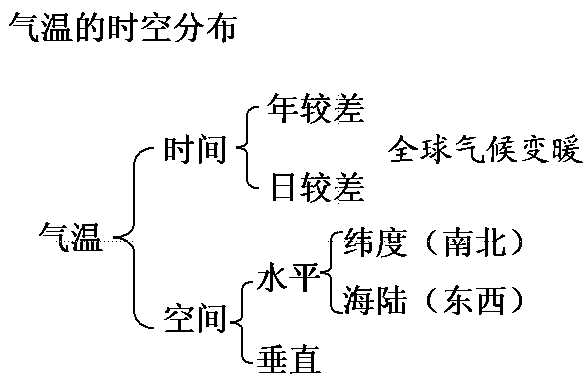 气温的时空分布
年较差
时间
全球气候变暖
日较差
气温
纬度（南北）
水平
海陆（东西）
空间
垂直